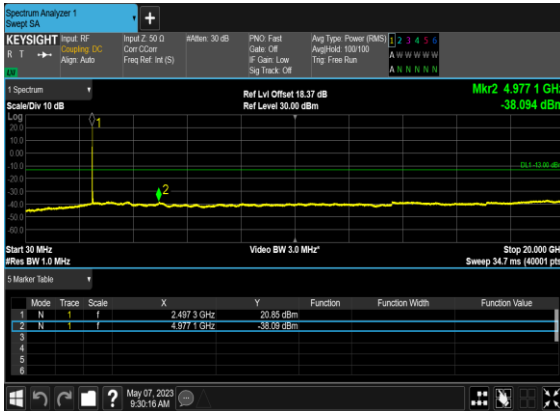 Spectrum Analyzer 1
Swept SA
+
KEYSIGHT Input: RF Input Z: 50 Ω #Atten: 30 dB PNO: Fast Avg Type: Power (RMS) 1 2 3 4 5 6
R T Coupling: DC Corr CCorr Gate: Off Avg|Hold: 100/100 A W W W W W
Align: Auto Freq Ref: Int (S) IF Gain: Low Trig: Free Run
LXI Sig Track: Off A N N N N N
1 Spectrum Ref Lvl Offset 18.37 dB Mkr2 4.977 1 GHz
Scale/Div 10 dB Ref Level 30.00 dBm -38.094 dBm
Log
1
20.0
10.0
0.00
-10.0
DL1 -13.00 dBm
-20.0
-30.0
2
-40.0
-50.0
-60.0
Start 30 MHz Video BW 3.0 MHz* Stop 20.000 GHz
#Res BW 1.0 MHz Sweep 34.7 ms (40001 pts)
5 Marker Table
Mode Trace Scale X Y Function Function Width Function Value
1 N 1 f 2.497 3 GHz 20.85 dBm
2 N 1 f 4.977 1 GHz -38.09 dBm
3
4
5
6
? May 07, 2023
9:30:16 AM